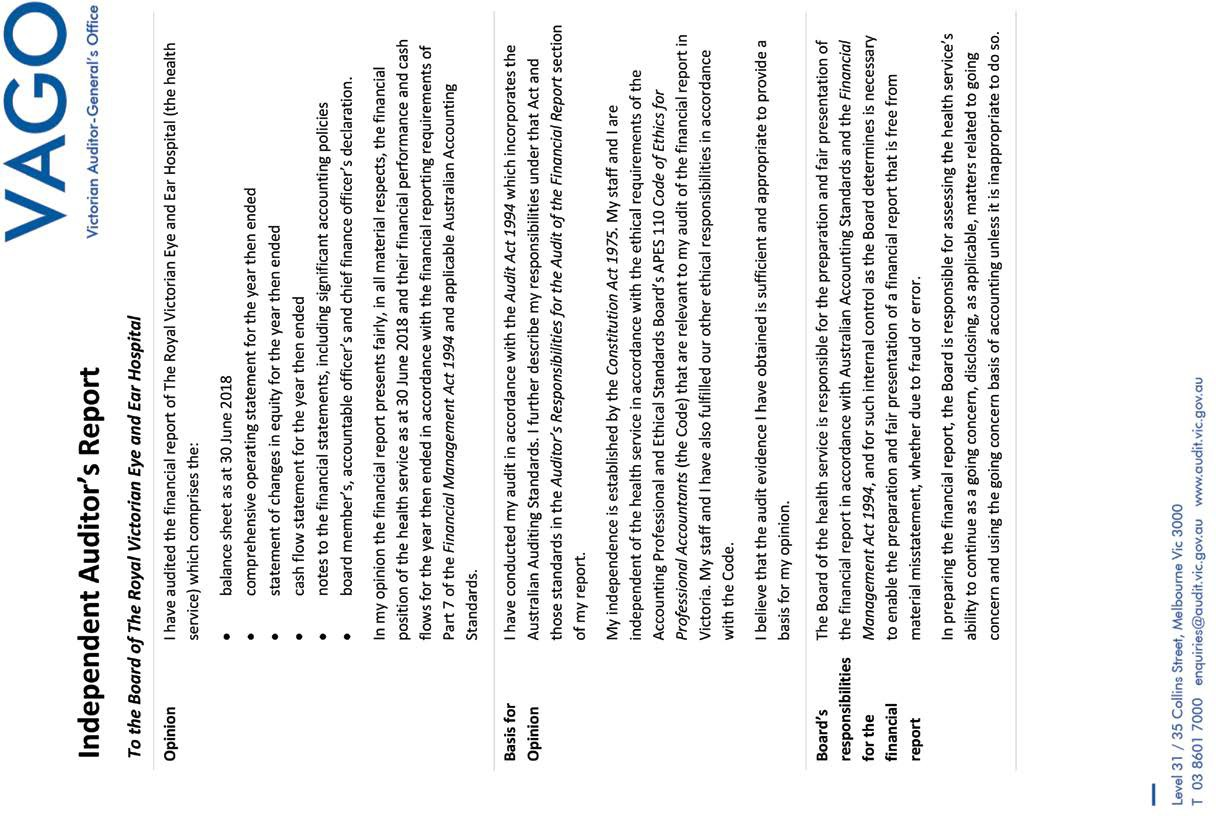 VAGO
Victorian Auditor-General's Office
Independent Auditor's Report
To the Board of The Royal Victorian Eye and Ear Hospital
Opinion
I have audited the financial report of The Royal Victorian Eye and Ear Hospital (the health
service) which comprises the:
• balance sheet as at 30 June 2018
• comprehensive operating statement for the year then ended
• statement of changes in equity for the year then ended
• cash flow statement for the year then ended
• notes to the financial statements, including significant accounting policies
• board member's, accountable officer's and chief finance officer's declaration.
In my opinion the financial report presents fairly, in all material respects, the financial
position of the health service as at 30 June 2018 and their financial performance and cash
flows for the year then ended in accordance with the financial reporting requirements of
Part 7 of the Financial Management Act 1994 and applicable Australian Accounting
Standards.
Basis for
Opinion
I have conducted my audit in accordance with the Audit Act 1994 which incorporates the
Australian Auditing Standards. I further describe my responsibilities under that Act and
those standards in the Auditor's Responsibilities for the Audit of the Financial Report section
of my report.
My independence is established by the Constitution Act 1975. My staff and I are
independent of the health service in accordance with the ethical requirements of the
Accounting Professional and Ethical Standards Board's APES 110 Code of Ethics for
Professional Accountants (the Code) that are relevant to my audit of the financial report in
Victoria. My staff and I have also fulfilled our other ethical responsibilities in accordance
with the Code.
I believe that the audit evidence I have obtained is sufficient and appropriate to provide a
basis for my opinion.
Board's
responsibilities
for the
financial
report
The Board of the health service is responsible for the preparation and fair presentation of
the financial report in accordance with Australian Accounting Standards and the Financial
Management Act 1994, and for such internal control as the Board determines is necessary
to enable the preparation and fair presentation of a financial report that is free from
material misstatement, whether due to fraud or error.
In preparing the financial report, the Board is responsible for assessing the health service's
ability to continue as a going concern, disclosing, as applicable, matters related to going
concern and using the going concern basis of accounting unless it is inappropriate to do so.
Level 31 / 35 Collins Street, Melbourne Vic 3000
T 03 8601 7000 enquiries@audit.vic.gov.au www.audit.vic.gov.au